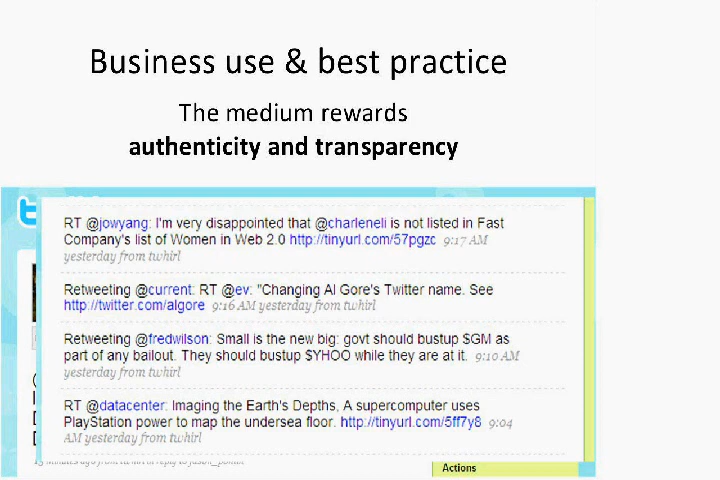 Business use & best practice
The medium rewards
authenticity and transparency
RT @jowyang: I'm very disappointed that @charleneli is not listed in Fast
Company's list of Women in Web 2.0 http://tinyurl.com/57pgzc 9:17 AM
yesterday from twhirl
Retweeting @current: RT @ev: "Changing Al Gore's Twitter name. See
http://twitter.com/algore 9:16 AM yesterday from twhirl
Retweeting @fredwilson: Small is the new big: govt should bustup $GM as
part of any bailout. They should bustup $YHOO while they are at it. 9:10 AM
yesterday from twhirl
RT @datacenter: Imaging the Earth's Depths, A supercomputer uses
PlayStation power to map the undersea floor. http://tinyurl.com/5ff7y8 9:04
AM yesterday from twhirl
Actions